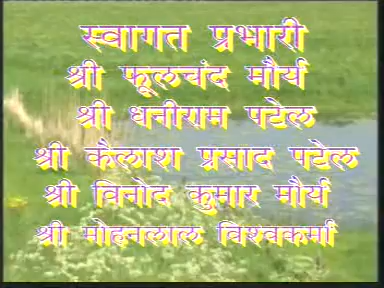 स्वागत प्रभारी
श्री फूलचंद मौर्य
श्री धनीराम पटेल
श्री कैलाश प्रसाद पटेल
श्री विनोद कुमार मौर्य
श्री मोहनलाल विश्वकर्मा